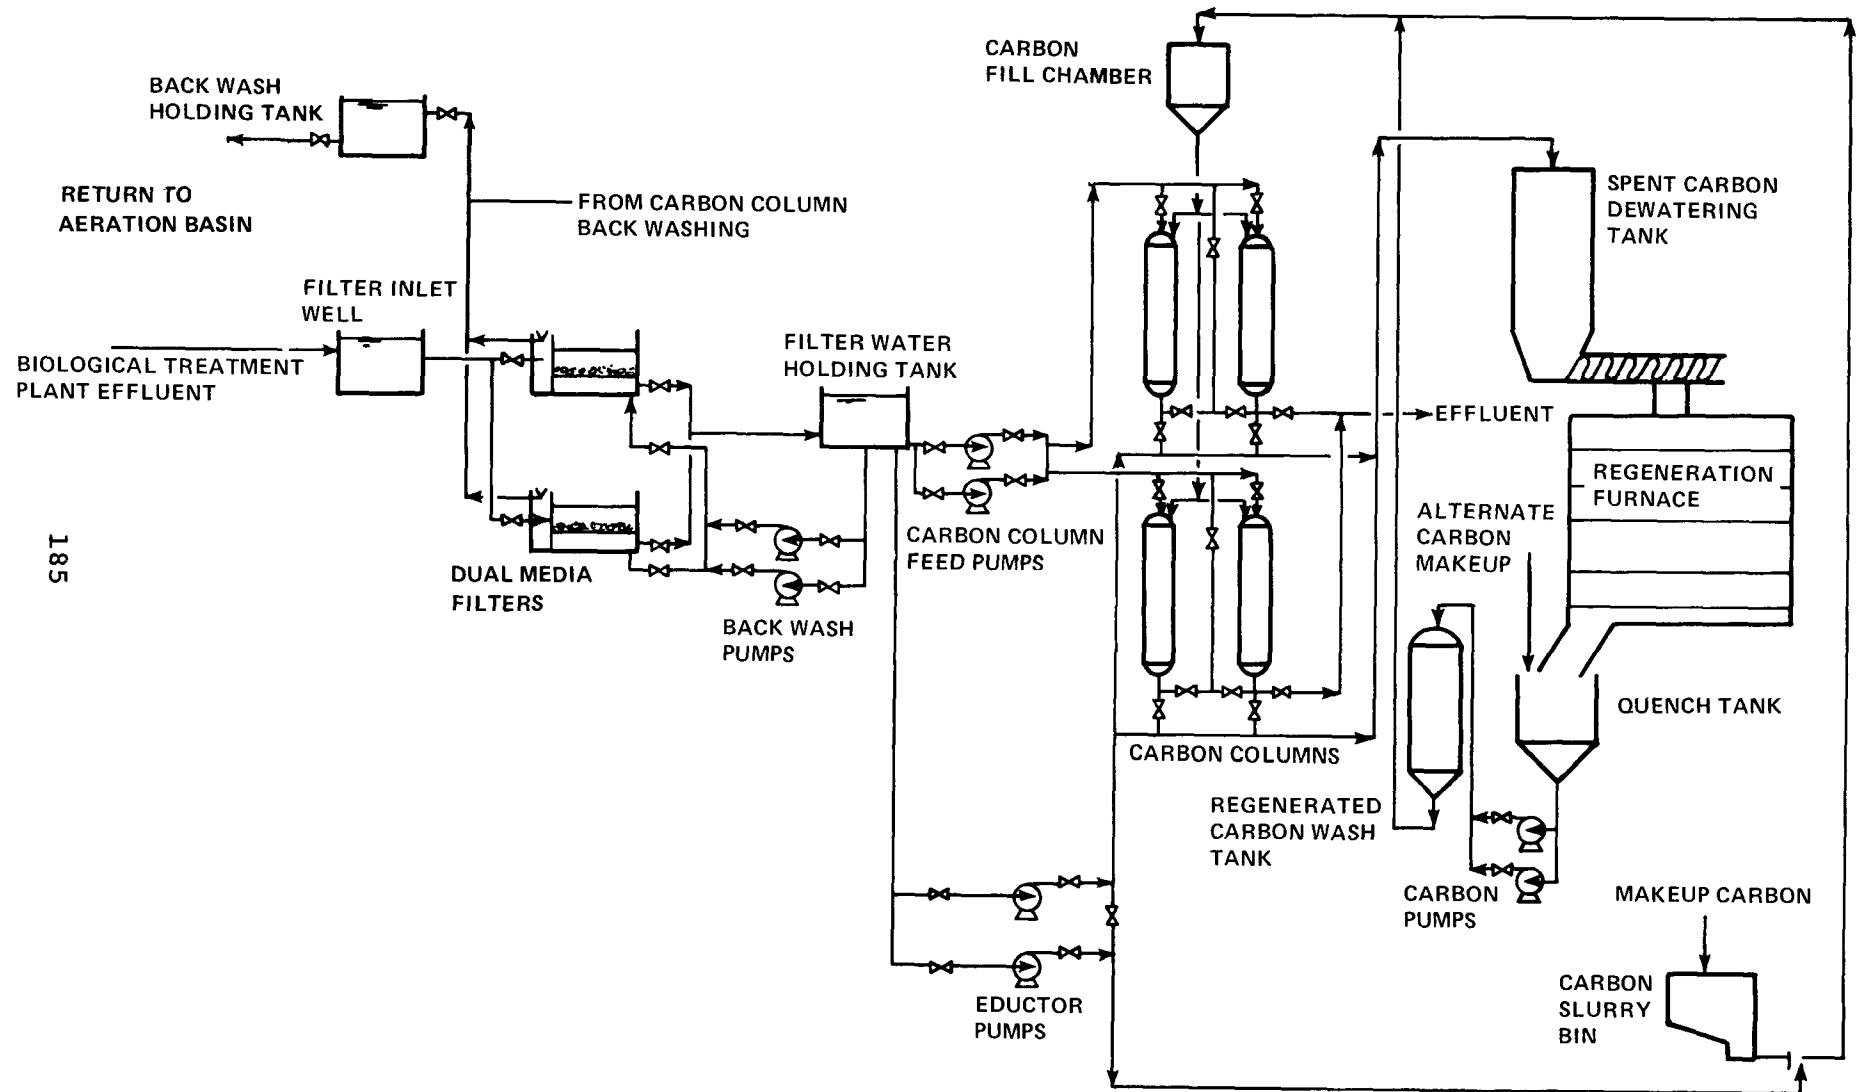 CARBON
FILL CHAMBER
BACK WASH
HOLDING TANK
RETURN TO
AERATION BASIN
FROM CARBON COLUMN
BACK WASHING
SPENT CARBON
DEWATERING
TANK
FILTER INLET
WELL
BIOLOGICAL TREATMENT
PLANT EFFLUENT
FILTER WATER
HOLDING TANK
EFFLUENT
REGENERATION
FURNACE
ALTERNATE
CARBON
MAKEUP
CARBON COLUMN
FEED PUMPS
185
DUAL MEDIA
FILTERS
BACK WASH
PUMPS
QUENCH TANK
CARBON COLUMNS
REGENERATED
CARBON WASH
TANK
CARBON
PUMPS
MAKEUP CARBON
CARBON
SLURRY
BIN
EDUCTOR
PUMPS